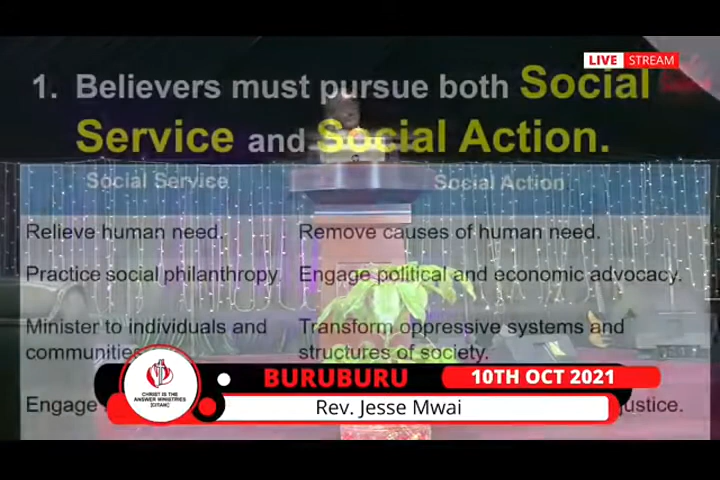 LIVE STREAM
1. Believers must pursue both Social
Service and Social Action.
Social Service Social Action
Relieve human need. Remove causes of human need.
Practice social philanthropy Engage political and economic advocacy.
Minister to individuals and Transform oppressive systems and
communities structures of society.
Engage justice.
BURUBURU 10TH OCT 2021
Rev. Jesse Mwai
CHRIST IS THE
ANSWER MINISTRIES
[CITAM]